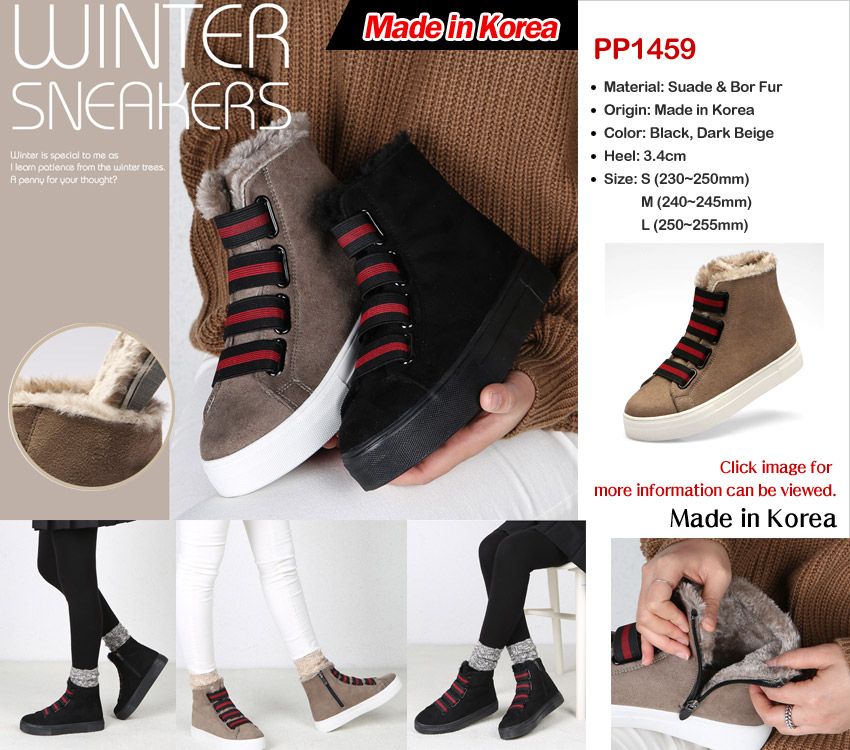 WINTER
SNEAKERS
Winter is special to me as
I learn patience from the winter trees.
A penny for your thought?
Made in Korea
PP1459
• Material: Suade & Bor Fur
• Origin: Made in Korea
• Color: Black, Dark Beige
• Heel: 3.4cm
• Size: S (230~250mm)
M (240~245mm)
L (250~255mm)
Click image for
more information can be viewed.
Made in Korea